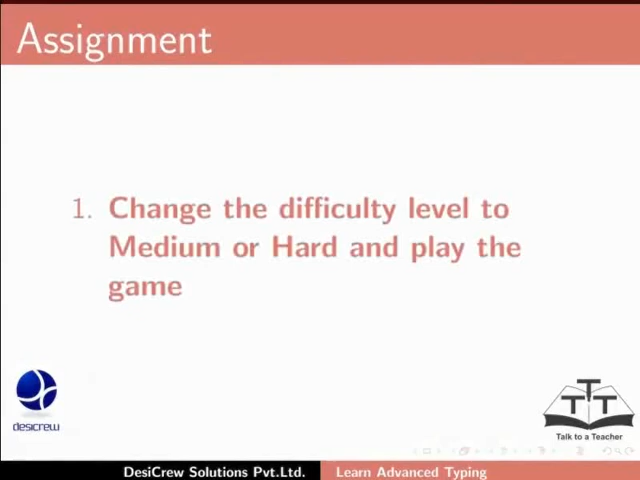 Assignment
1. Change the difficulty level to
Medium or Hard and play the
game
desicrew
T T T
Talk to a Teacher
DesiCrew Solutions Pvt.Ltd.
Learn Advanced Typing